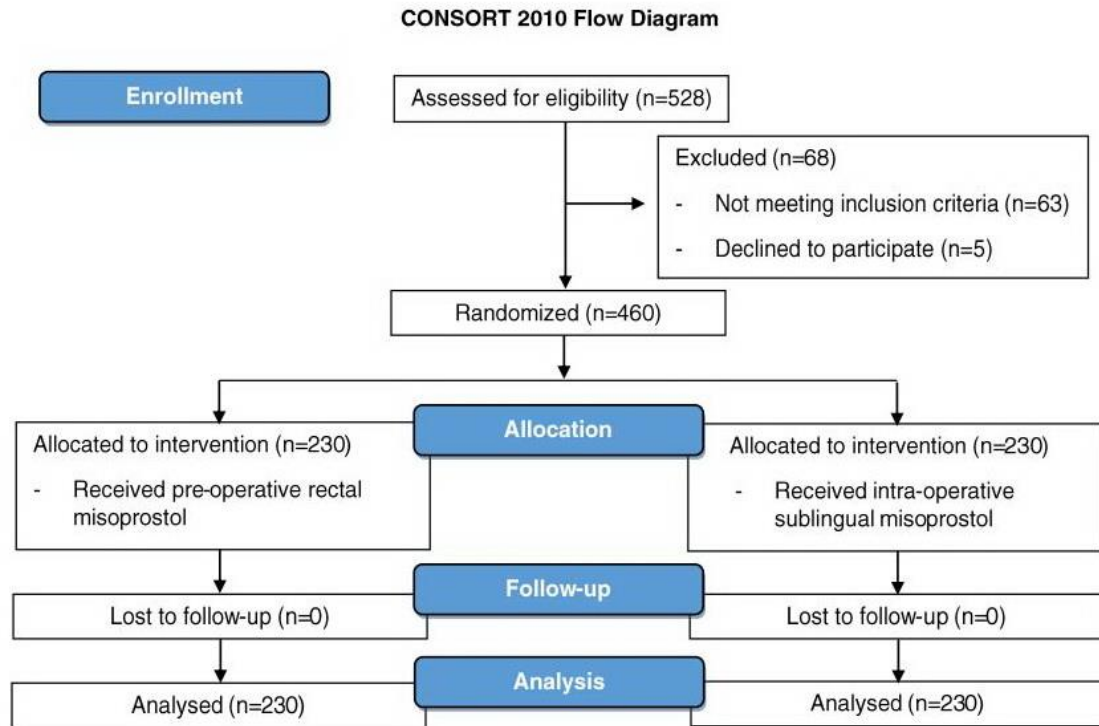 CONSORT 2010 Flow Diagram
Enrollment
Assessed for eligibility (n=528)
Excluded (n=68)
- Not meeting inclusion criteria (n=63)
- Declined to participate (n=5)
Randomized (n=460)
Allocation
Allocated to intervention (n=230)
- Received pre-operative rectal
misoprostol
Allocated to intervention (n=230)
- Received intra-operative
sublingual misoprostol
Follow-up
Lost to follow-up (n=0)
Lost to follow-up (n=0)
Analysis
Analysed (n=230)
Analysed (n=230)